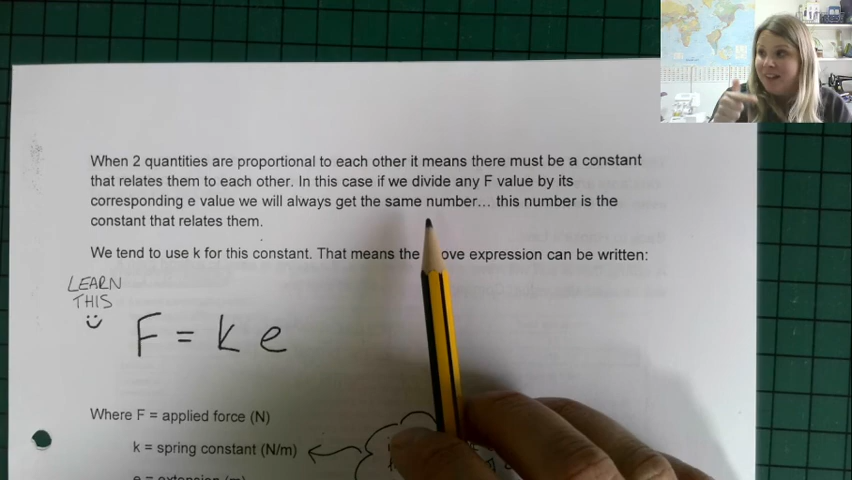 When 2 quantities are proportional to each other it means there must be a constant
that relates them to each other. In this case if we divide any F value by its
corresponding e value we will always get the same number... this number is the
constant that relates them.
We tend to use k for this constant. That means the ove expression can be written:
LEARN
THIS
F = k e
Where F = applied force (N)
k = spring constant (N/m)
e = extension (m)